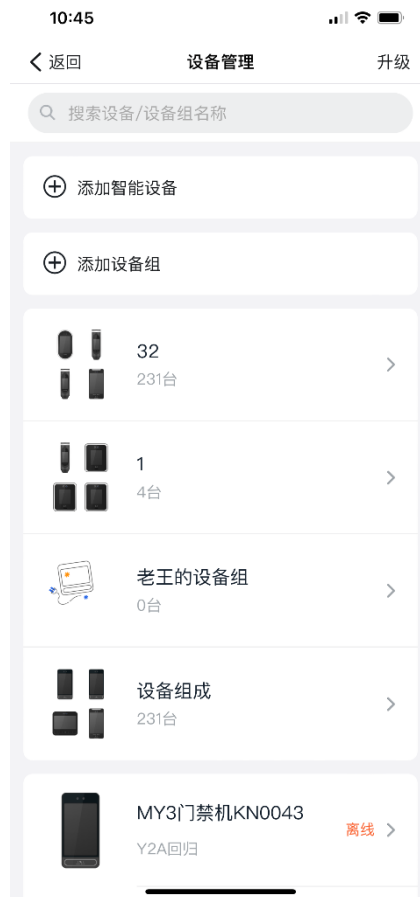 10:45
返回
设备管理
升级
搜索设备/设备组名称
添加智能设备
添加设备组
32
231台
1
4台
老王的设备组
0台
设备组成
231台
MY3门禁机KN0043
离线
Y2A回归